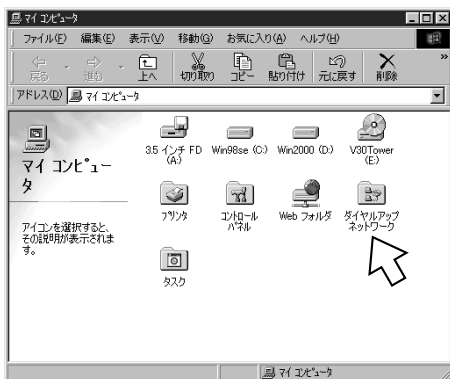 マイ コンピュータ
ファイル(F) 編集(E) 表示(V) 移動(G) お気に入り(A) ヘルプ(H)
戻る 進む 上へ 切り取り コピー 貼り付け 元に戻す 削除 »
アドレス(D) マイ コンピュータ
マイ コンピュー
タ
アイコンを選択すると、
その説明が表示されま
す。
3.5 インチ FD
(A:)
Win98se (C:)
Win2000 (D:)
V30Tower
(E:)
プリンタ
コントロール
パネル
Web フォルダ
ダイヤルアップ
ネットワーク
タスク
マイ コンピュータ